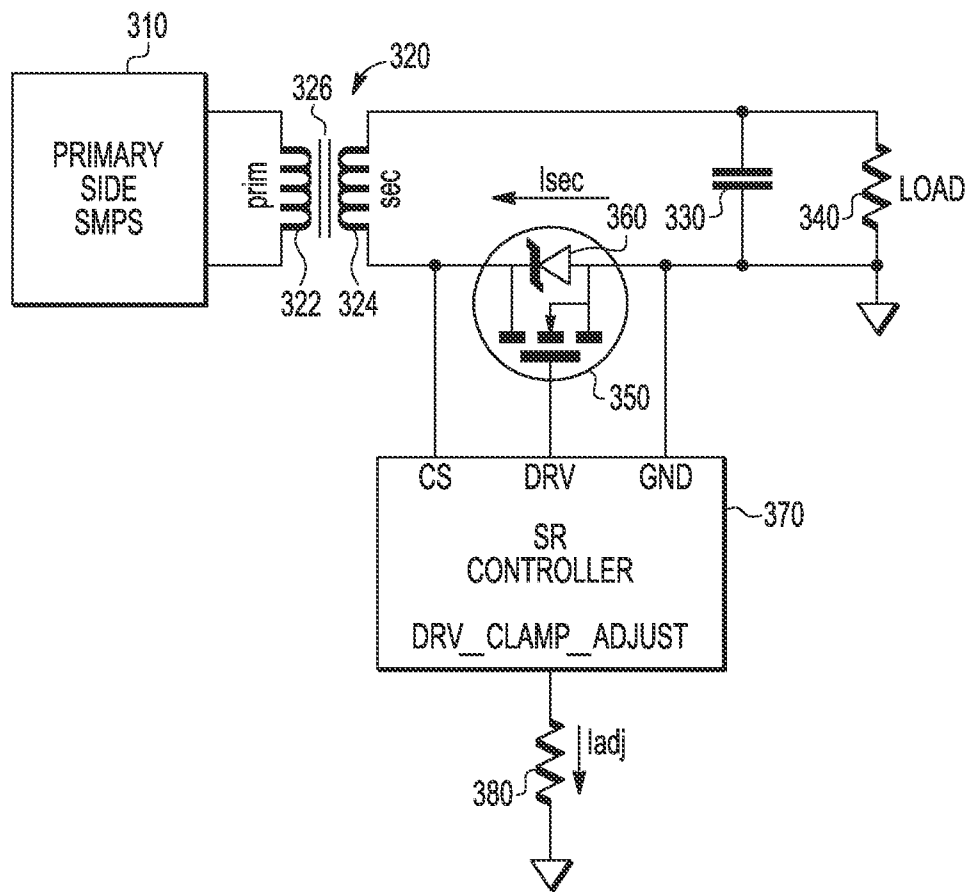 310
320
326
PRIMARY
SIDE
SMPS
prim
sec
Isec
360
330
340
LOAD
322
324
350
CS
DRV
GND
370
SR
CONTROLLER
DRV__CLAMP__ADJUST
Iadj
380